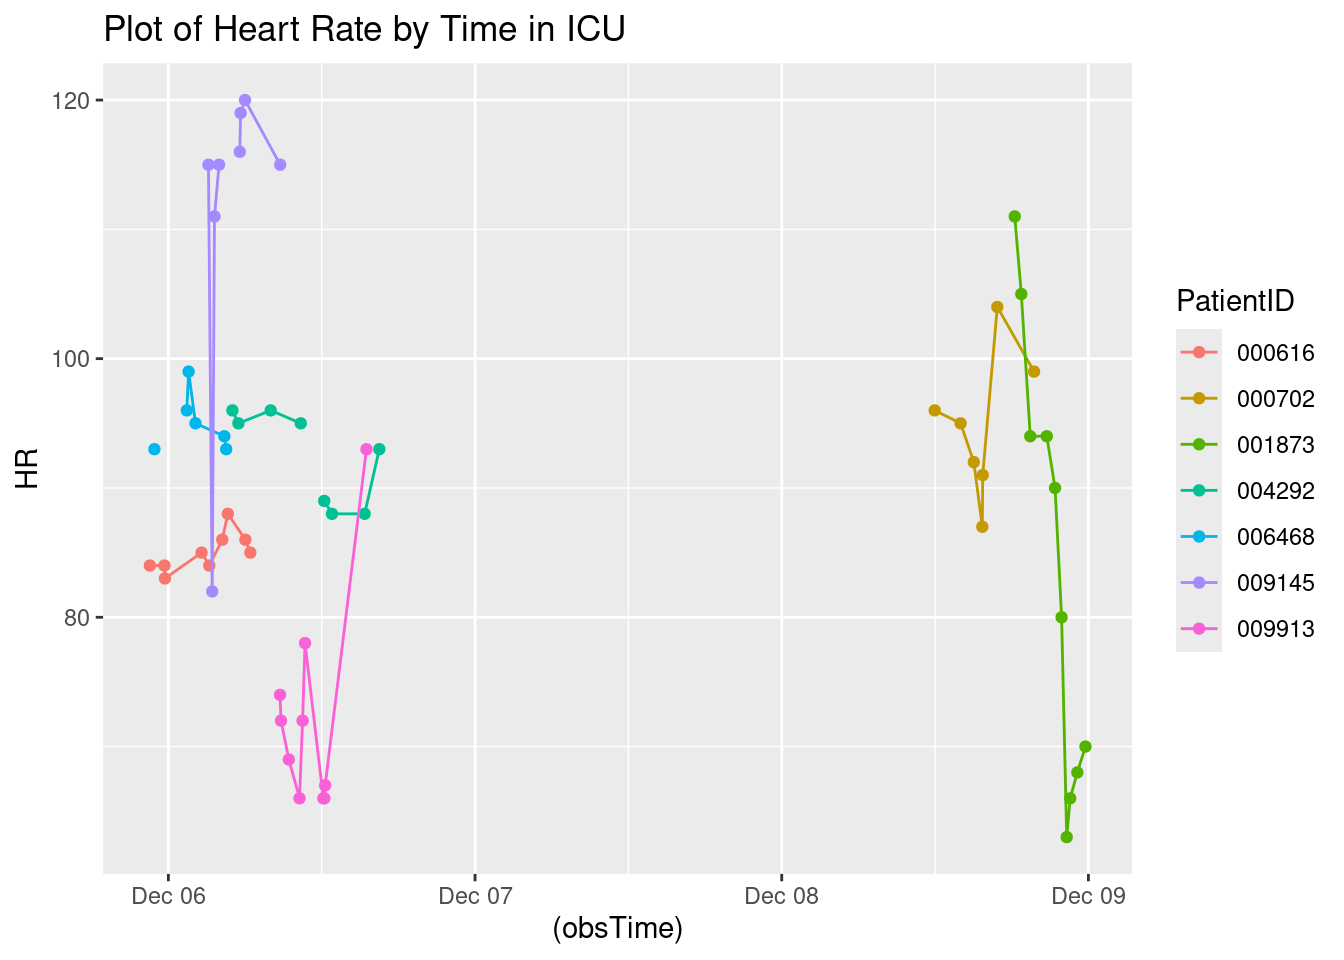 Plot of Heart Rate by Time in ICU
120
100
80
HR
Dec 06
Dec 07
Dec 08
Dec 09
(obsTime)
PatientID
000616
000702
001873
004292
006468
009145
009913